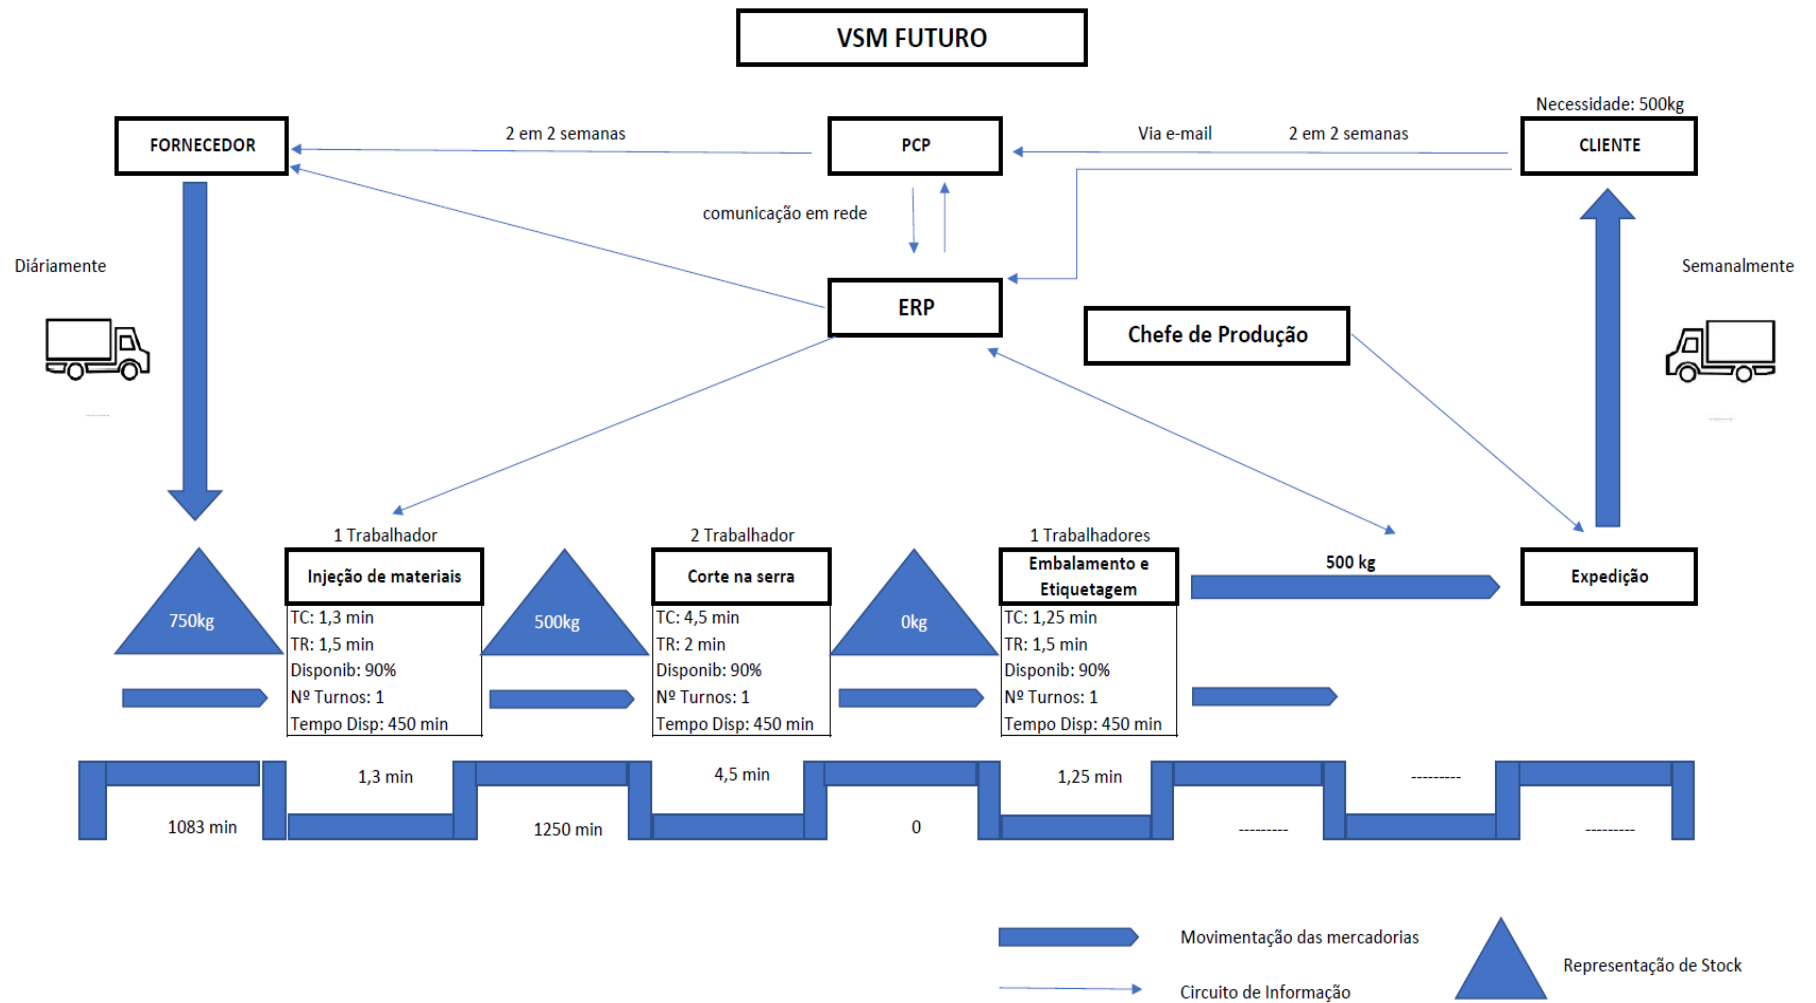 VSM FUTURO
Necessidade: 500kg
FORNECEDOR
2 em 2 semanas
PCP
Via e-mail
2 em 2 semanas
CLIENTE
comunicação em rede
Diáriamente
Semanalmente
ERP
Chefe de Produção
1 Trabalhador
2 Trabalhador
1 Trabalhadores
750kg
Injeção de materiais
500kg
Corte na serra
0kg
Embalamento e
Etiquetagem
500 kg
Expedição
TC: 1,3 min
TR: 1,5 min
Disponib: 90%
Nº Turnos: 1
Tempo Disp: 450 min
TC: 4,5 min
TR: 2 min
Disponib: 90%
Nº Turnos: 1
Tempo Disp: 450 min
TC: 1,25 min
TR: 1,5 min
Disponib: 90%
Nº Turnos: 1
Tempo Disp: 450 min
1,3 min
4,5 min
1,25 min
---------
1083 min
1250 min
0
---------
---------
Movimentação das mercadorias
Representação de Stock
Circuito de Informação